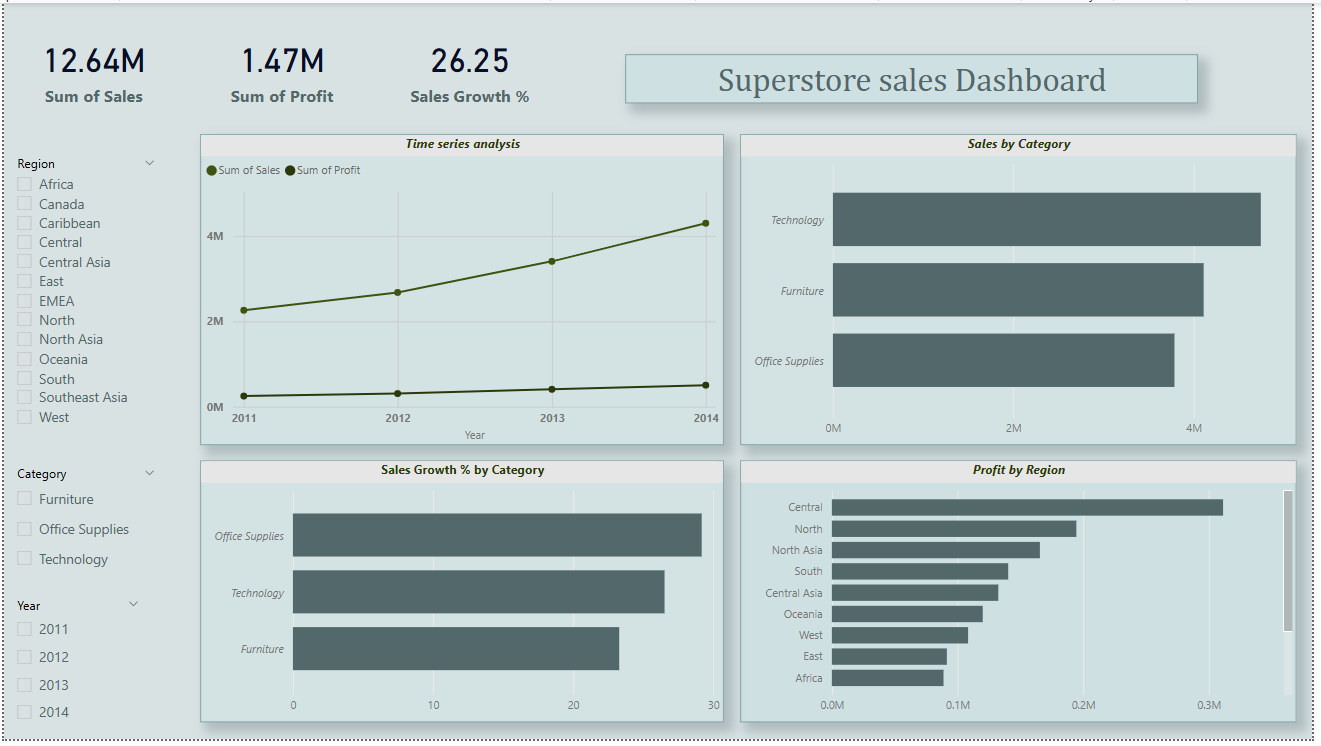 12.64M
Sum of Sales
1.47M
Sum of Profit
26.25
Sales Growth %
Superstore sales Dashboard
Region
Africa
Canada
Caribbean
Central
Central Asia
East
EMEA
North
North Asia
Oceania
South
Southeast Asia
West
Category
Furniture
Office Supplies
Technology
Year
2011
2012
2013
2014
Time series analysis
Sum of Sales Sum of Profit
4M
2M
0M
2011 2012 2013 2014
Year
Sales by Category
Technology
Furniture
Office Supplies
0M 2M 4M
Sales Growth % by Category
Office Supplies
Technology
Furniture
0 10 20 30
Profit by Region
Central
North
North Asia
South
Central Asia
Oceania
West
East
Africa
0.0M 0.1M 0.2M 0.3M